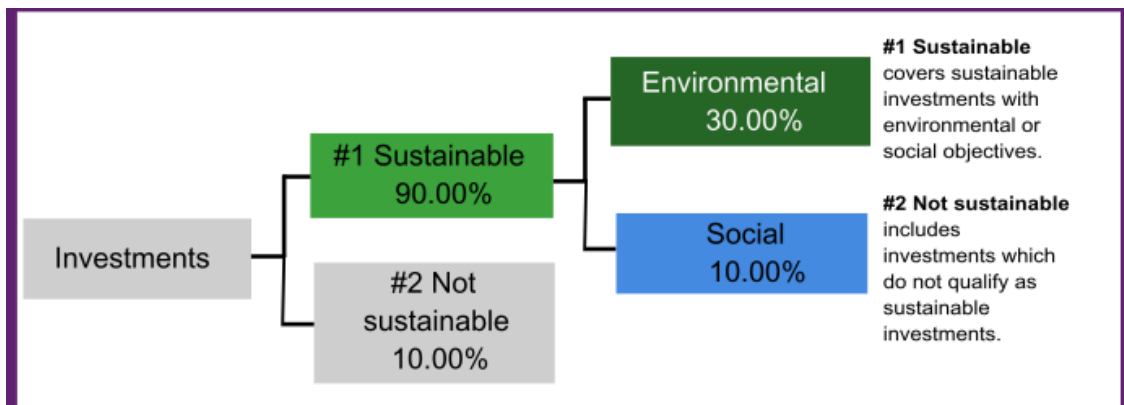 Investments
#1 Sustainable
90.00%
#2 Not
sustainable
10.00%
Environmental
30.00%
Social
10.00%
#1 Sustainable
covers sustainable
investments with
environmental or
social objectives.
#2 Not sustainable
includes
investments which
do not qualify as
sustainable
investments.